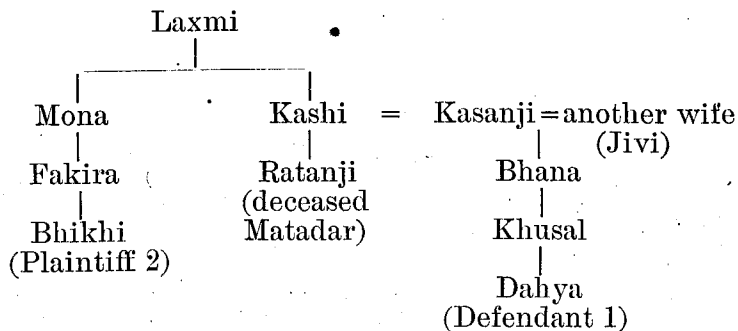 Laxmi
Mona Kashi = Kasanji=another wife
(Jivi)
Fakira Ratanji Bhana
(deceased
Matadar)
Bhikhi Khusal
(Plaintiff 2)
Dahya
(Defendant 1)